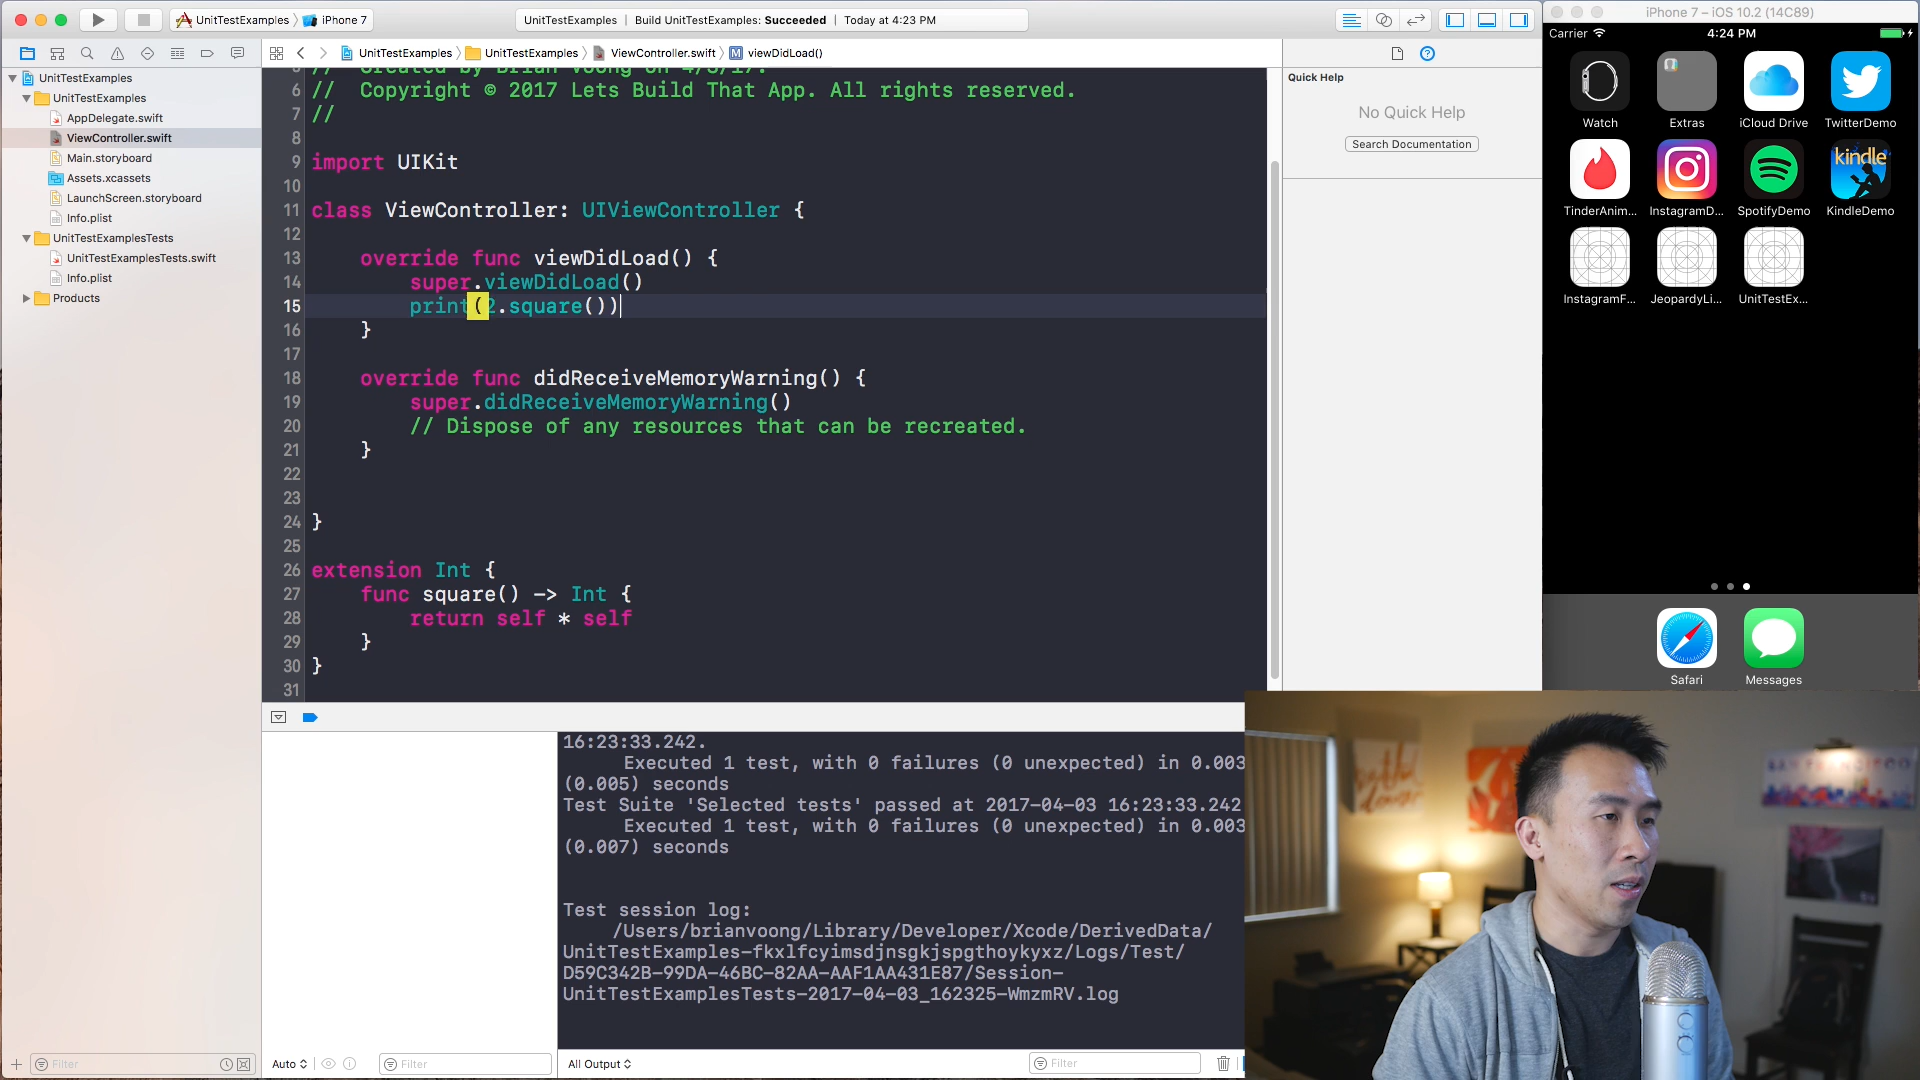 UnitTestExamples
iPhone 7
UnitTestExamples | Build UnitTestExamples: Succeeded | Today at 4:23 PM
iPhone 7 – iOS 10.2 (14C89)
UnitTestExamples
UnitTestExamples
ViewController.swift
viewDidLoad()
UnitTestExamples
UnitTestExamples
AppDelegate.swift
ViewController.swift
Main.storyboard
Assets.xcassets
LaunchScreen.storyboard
Info.plist
UnitTestExamplesTests
UnitTestExamplesTests.swift
Info.plist
Products
Filter
5 // Created by Brian Voong on 4/3/17.
6 // Copyright © 2017 Lets Build That App. All rights reserved.
7 //
8
9 import UIKit
10
11 class ViewController: UIViewController {
12
13 override func viewDidLoad() {
14 super.viewDidLoad()
15 print(2.square())
16 }
17
18 override func didReceiveMemoryWarning() {
19 super.didReceiveMemoryWarning()
20 // Dispose of any resources that can be recreated.
21 }
22
23
24 }
25
26 extension Int {
27 func square() -> Int {
28 return self * self
29 }
30 }
31
16:23:33.242.
Executed 1 test, with 0 failures (0 unexpected) in 0.003
(0.005) seconds
Test Suite 'Selected tests' passed at 2017-04-03 16:23:33.242
Executed 1 test, with 0 failures (0 unexpected) in 0.003
(0.007) seconds
Test session log:
/Users/brianvoong/Library/Developer/Xcode/DerivedData/
UnitTestExamples-fkxlfcyimsdjnsgkjspgthoykyxz/Logs/Test/
D59C342B-99DA-46BC-82AA-AAF1AA431E87/Session-
UnitTestExamplesTests-2017-04-03_162325-WmzmRV.log
Auto
Filter
All Output
Filter
Quick Help
No Quick Help
Search Documentation
Carrier
4:24 PM
Watch
Extras
iCloud Drive
TwitterDemo
kindle
TinderAnim...
InstagramD...
SpotifyDemo
KindleDemo
InstagramF...
JeopardyLi...
UnitTestEx...
Safari
Messages